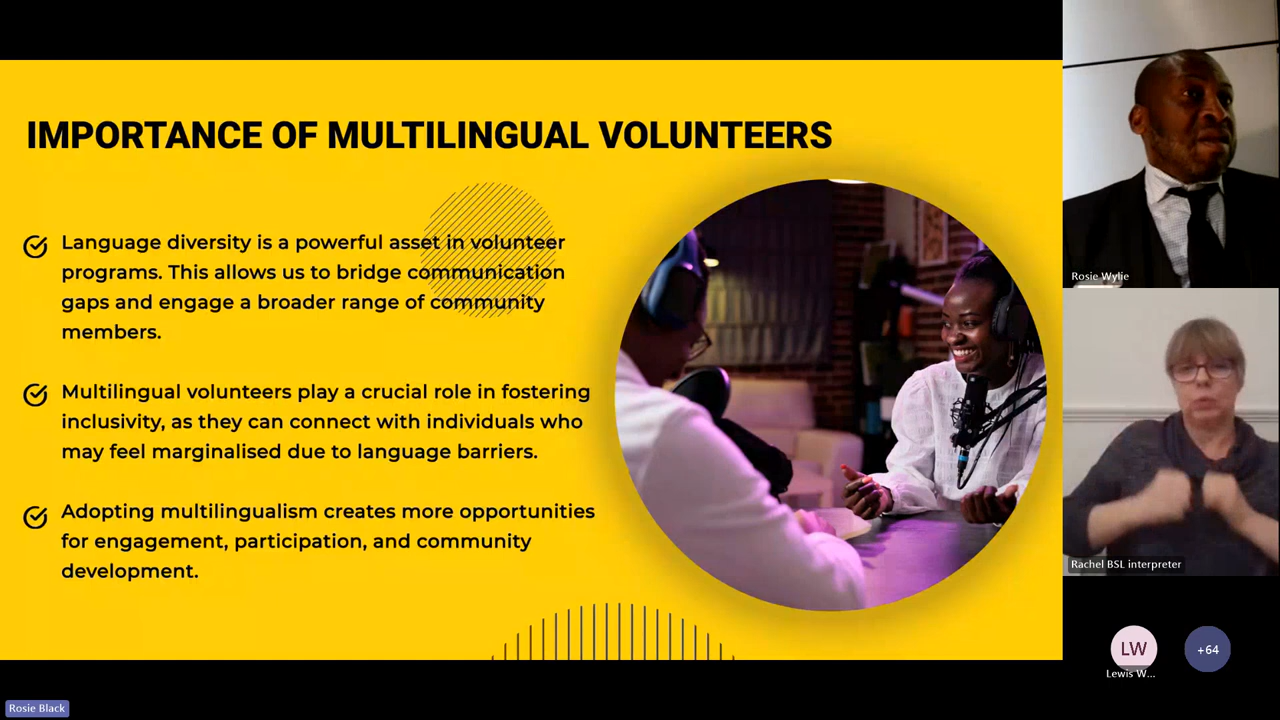 IMPORTANCE OF MULTILINGUAL VOLUNTEERS
Language diversity is a powerful asset in volunteer
programs. This allows us to bridge communication
gaps and engage a broader range of community
members.
Multilingual volunteers play a crucial role in fostering
inclusivity, as they can connect with individuals who
may feel marginalised due to language barriers.
Adopting multilingualism creates more opportunities
for engagement, participation, and community
development.
Rosie Wylie
Rachel BSL interpreter
LW
+64
Lewis W...
Rosie Black